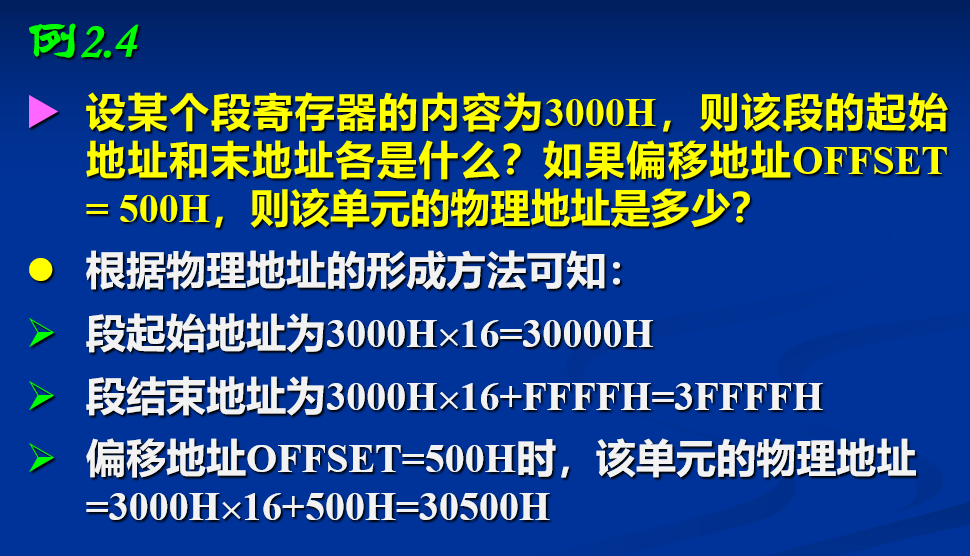 例2.4
设某个段寄存器的内容为3000H，则该段的起始
地址和末地址各是什么？如果偏移地址OFFSET
= 500H，则该单元的物理地址是多少？
根据物理地址的形成方法可知：
段起始地址为3000H×16=30000H
段结束地址为3000H×16+FFFFH=3FFFFH
偏移地址OFFSET=500H时，该单元的物理地址
=3000H×16+500H=30500H